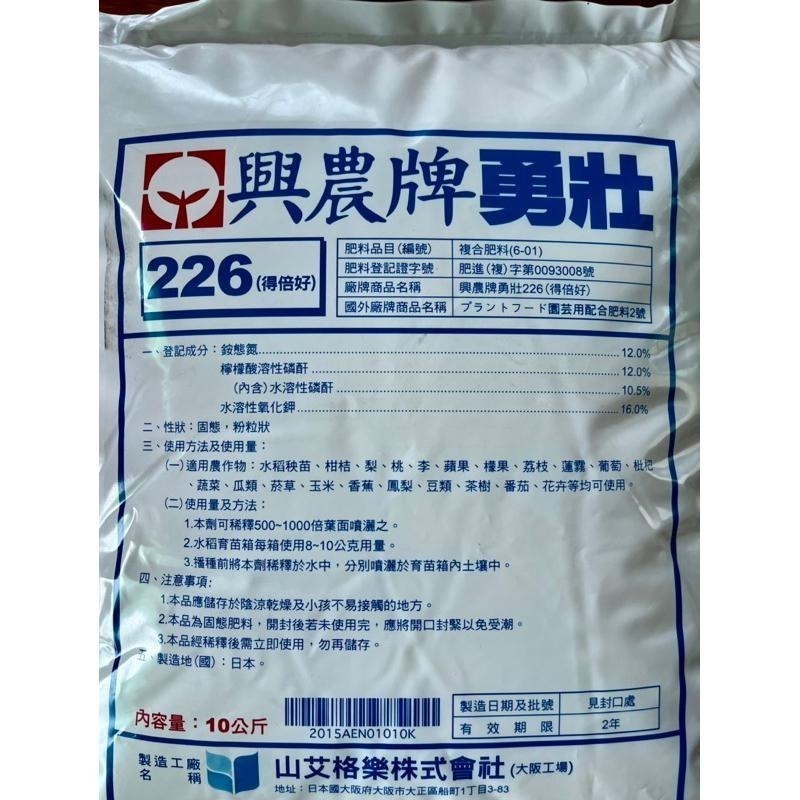 興農牌勇壯
226(得倍好)
肥料品目(編號) 複合肥料(6-01)
肥料登記證字號 肥進(複)字第0093008號
廠牌商品名稱 興農牌勇壯226(得倍好)
國外廠牌商品名稱 プラントフード園芸用配合肥料2號
一、登記成分:銨態氮 12.0%
檸檬酸溶性磷酐 12.0%
(內含)水溶性磷酐 10.5%
水溶性氧化鉀 16.0%
二、性狀:固態,粉粒狀
三、使用方法及使用量:
(一)適用農作物:水稻秧苗、柑桔、梨、桃、李、蘋果、檬果、荔枝、蓮霧、葡萄、枇杷
、蔬菜、瓜類、菸草、玉米、香蕉、鳳梨、豆類、茶樹、番茄、花卉等均可使用。
(二)使用量及方法:
1.本劑可稀釋500~1000倍葉面噴灑之。
2.水稻育苗箱每箱使用8~10公克用量。
3.播種前將本劑稀釋於水中,分別噴灑於育苗箱內土壤中。
四、注意事項:
1.本品應儲存於陰涼乾燥及小孩不易接觸的地方。
2.本品為固態肥料,開封後若未使用完,應將開口封緊以免受潮。
3.本品經稀釋後需立即使用,勿再儲存。
五、製造地(國):日本。
內容量:10公斤
2015AEN01010K
製造日期及批號 見封口處
有效期限 2年
製造工廠名稱 山艾格樂株式會社(大阪工場)
地址:日本國大阪府大阪市大正區船町1丁目3-83